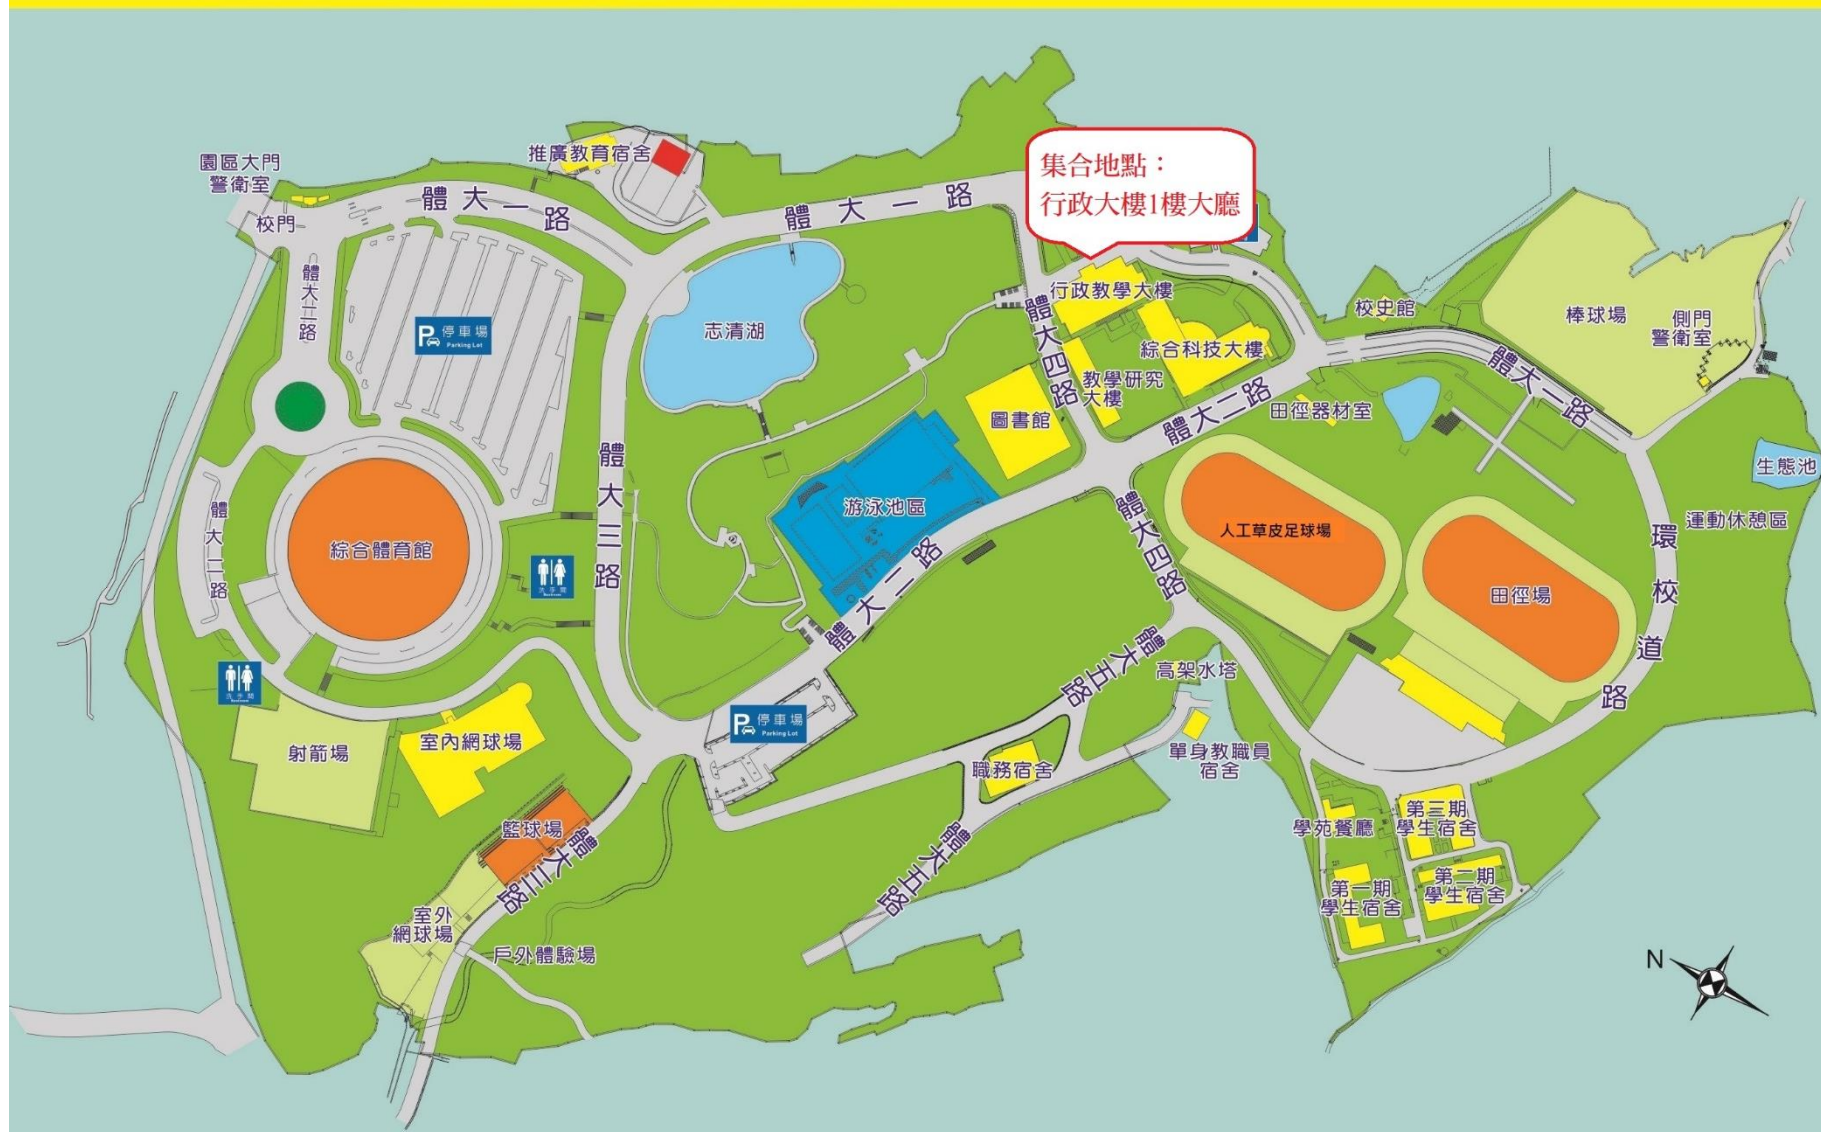 集合地點：
行政大樓1樓大廳
推廣教育宿舍
園區大門
警衛室
校門
體大一路
體大一路
體大二路
P 停車場
Parking Lot
志清湖
行政教學大樓
體大四路
綜合科技大樓
教學研究
大樓
圖書館
校史館
棒球場
側門
警衛室
體大一路
體大二路
田徑器材室
生態池
運動休憩區
體大三路
游泳池區
體大二路
體大二路
綜合體育館
洗手間
Restroom
體大四路
人工草皮足球場
田徑場
環校道路
體大五路
高架水塔
洗手間
Restroom
射箭場
室內網球場
P 停車場
Parking Lot
職務宿舍
單身教職員
宿舍
籃球場
體大三路
體大五路
學苑餐廳
第三期
學生宿舍
第一期
學生宿舍
第二期
學生宿舍
室外
網球場
戶外體驗場
N